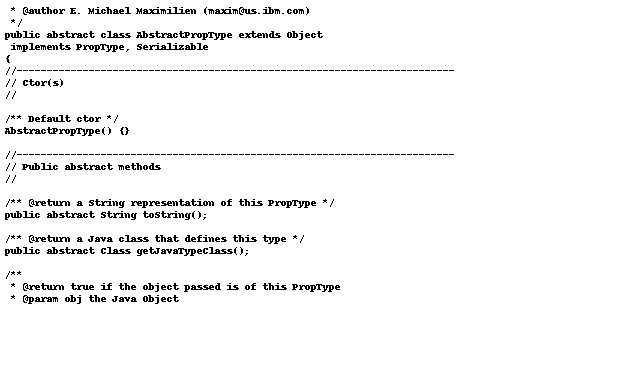 * @author E. Michael Maximilien (maxim@us.ibm.com)
 */
public abstract class AbstractPropType extends Object
 implements PropType, Serializable
{
//-------------------------------------------------------------------------
// Ctor(s)
//

/** Default ctor */
AbstractPropType() {}

//-------------------------------------------------------------------------
// Public abstract methods
//

/** @return a String representation of this PropType */
public abstract String toString();

/** @return a Java class that defines this type */
public abstract Class getJavaTypeClass();

/**
 * @return true if the object passed is of this PropType
 * @param obj the Java Object